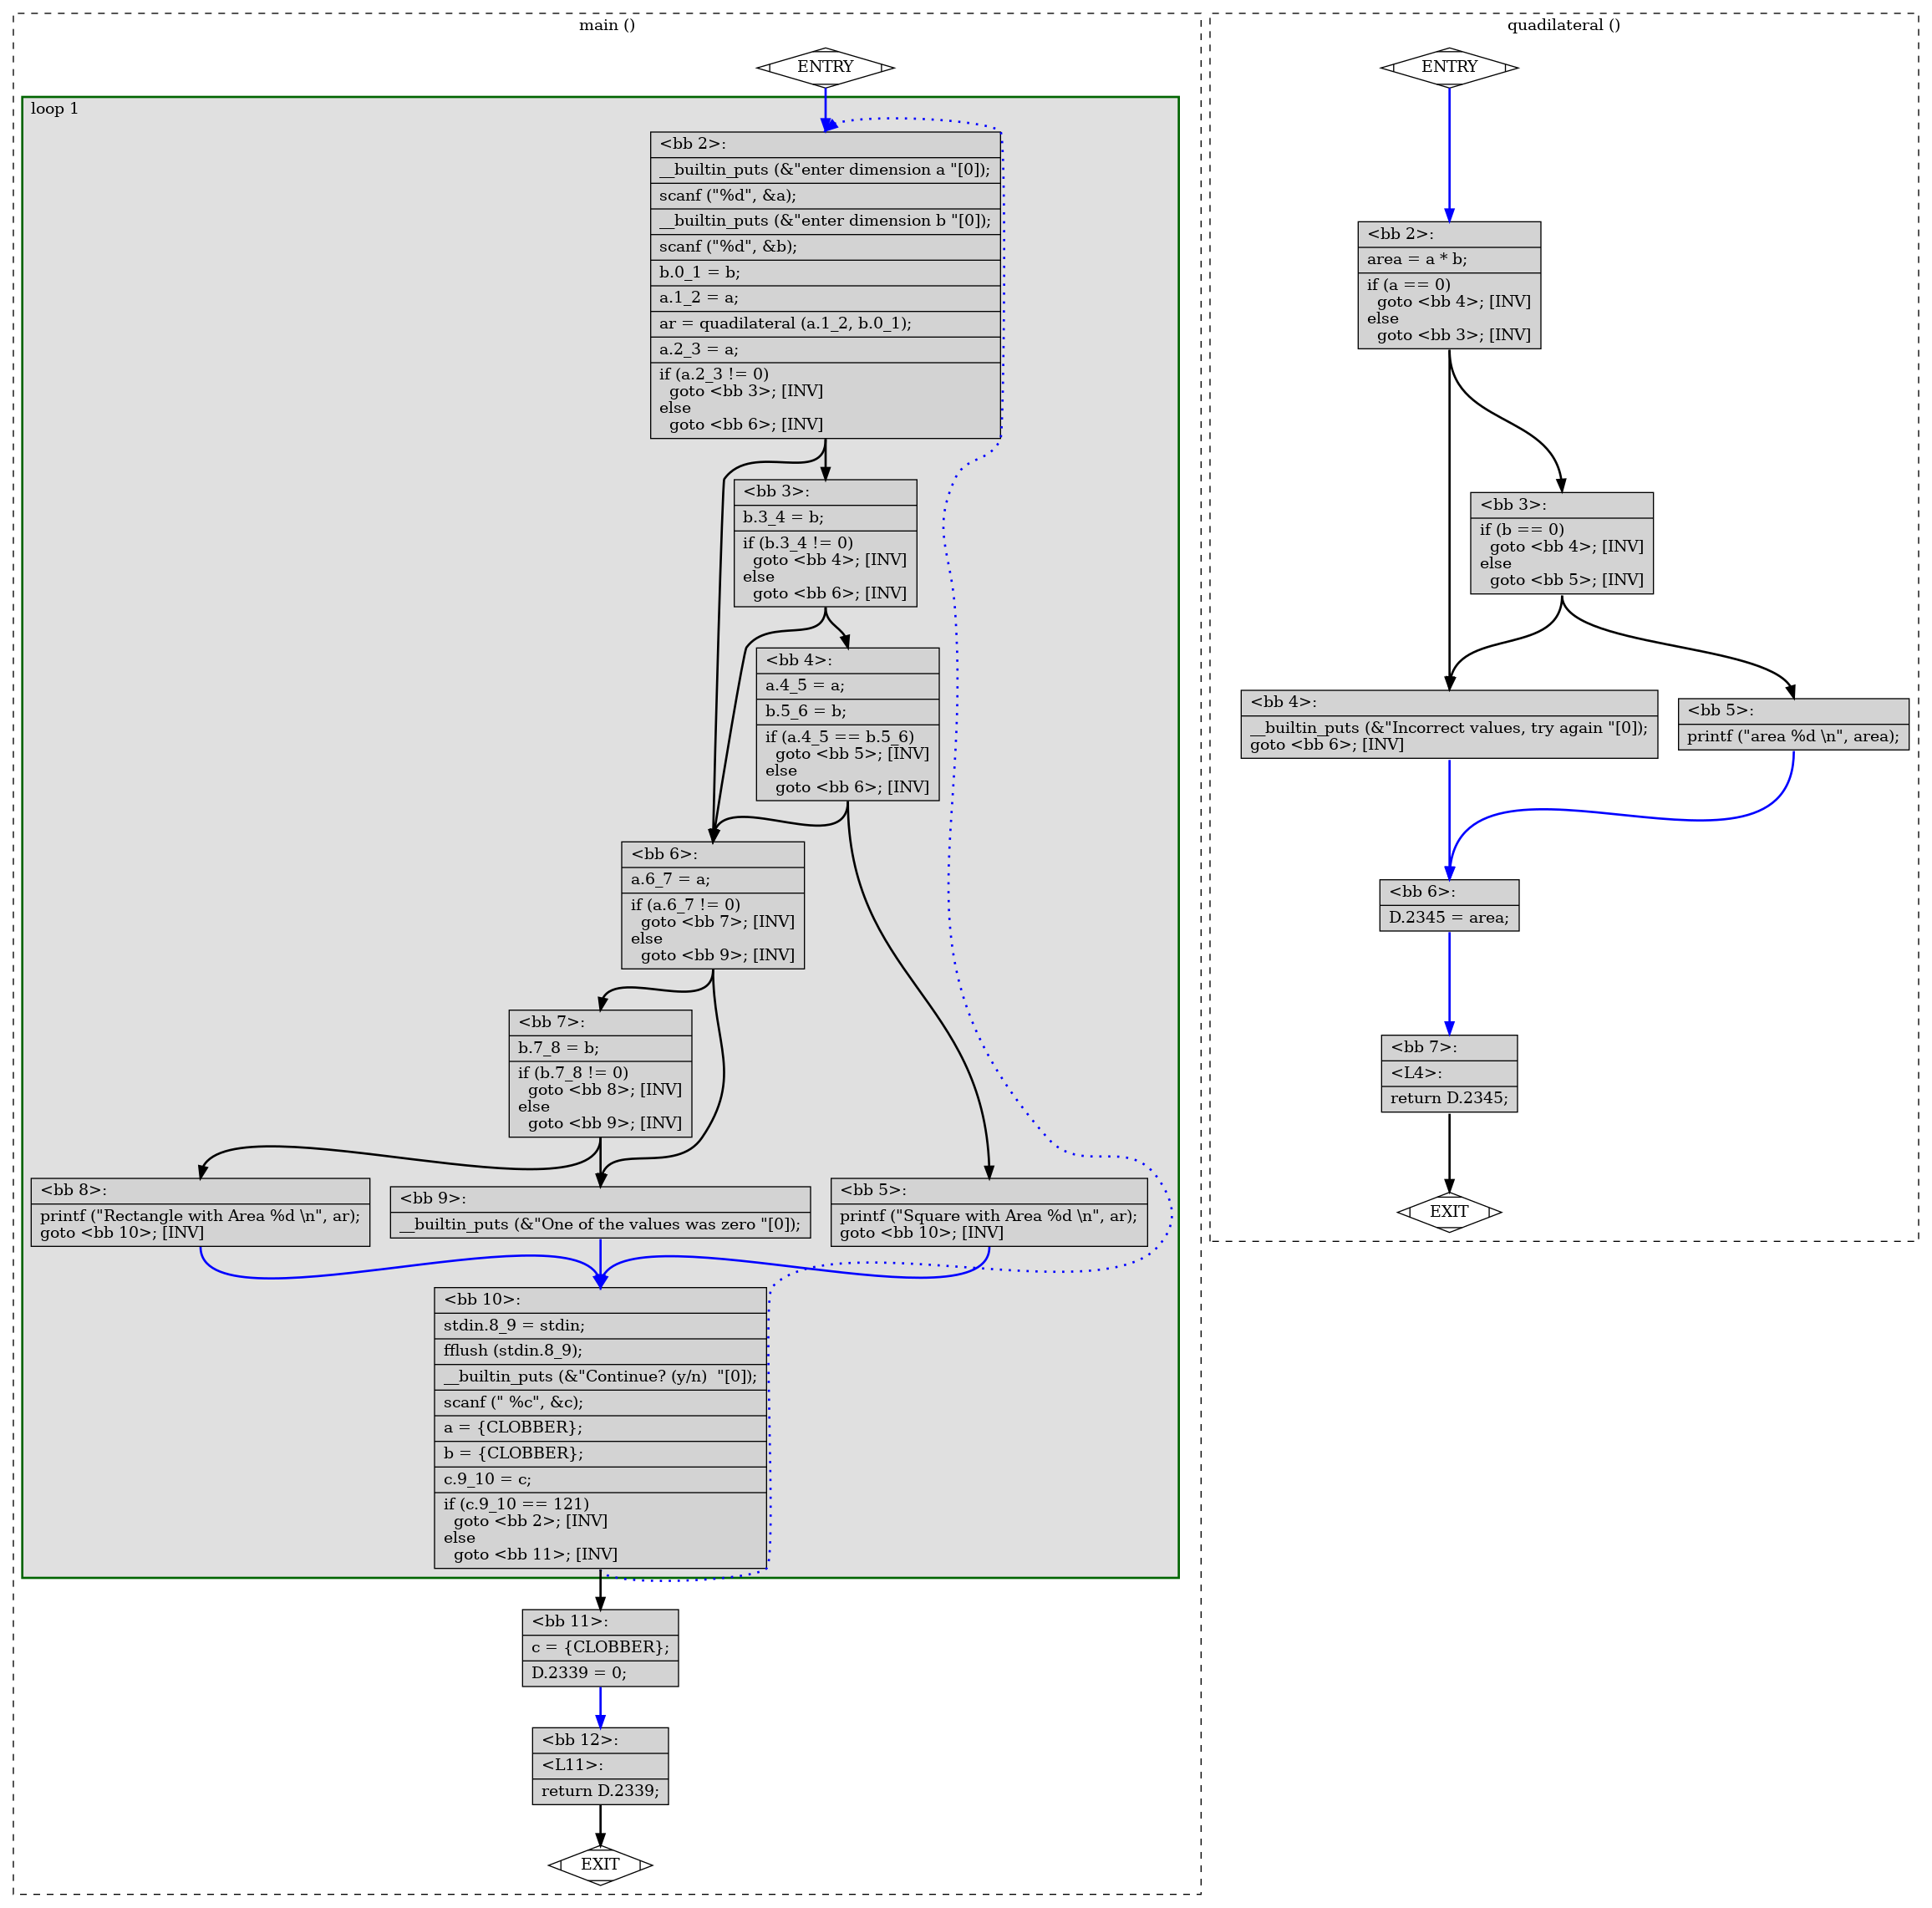 main ()
ENTRY
loop 1
<bb 2>:
__builtin_puts (&"enter dimension a "[0]);
scanf ("%d", &a);
__builtin_puts (&"enter dimension b "[0]);
scanf ("%d", &b);
b.0_1 = b;
a.1_2 = a;
ar = quadilateral (a.1_2, b.0_1);
a.2_3 = a;
if (a.2_3 != 0)
  goto <bb 3>; [INV]
else
  goto <bb 6>; [INV]
<bb 3>:
b.3_4 = b;
if (b.3_4 != 0)
  goto <bb 4>; [INV]
else
  goto <bb 6>; [INV]
<bb 4>:
a.4_5 = a;
b.5_6 = b;
if (a.4_5 == b.5_6)
  goto <bb 5>; [INV]
else
  goto <bb 6>; [INV]
<bb 6>:
a.6_7 = a;
if (a.6_7 != 0)
  goto <bb 7>; [INV]
else
  goto <bb 9>; [INV]
<bb 7>:
b.7_8 = b;
if (b.7_8 != 0)
  goto <bb 8>; [INV]
else
  goto <bb 9>; [INV]
<bb 8>:
printf ("Rectangle with Area %d \n", ar);
goto <bb 10>; [INV]
<bb 9>:
__builtin_puts (&"One of the values was zero "[0]);
<bb 5>:
printf ("Square with Area %d \n", ar);
goto <bb 10>; [INV]
<bb 10>:
stdin.8_9 = stdin;
fflush (stdin.8_9);
__builtin_puts (&"Continue? (y/n)  "[0]);
scanf (" %c", &c);
a = {CLOBBER};
b = {CLOBBER};
c.9_10 = c;
if (c.9_10 == 121)
  goto <bb 2>; [INV]
else
  goto <bb 11>; [INV]
<bb 11>:
c = {CLOBBER};
D.2339 = 0;
<bb 12>:
<L11>:
return D.2339;
EXIT
quadilateral ()
ENTRY
<bb 2>:
area = a * b;
if (a == 0)
  goto <bb 4>; [INV]
else
  goto <bb 3>; [INV]
<bb 3>:
if (b == 0)
  goto <bb 4>; [INV]
else
  goto <bb 5>; [INV]
<bb 4>:
__builtin_puts (&"Incorrect values, try again "[0]);
goto <bb 6>; [INV]
<bb 5>:
printf ("area %d \n", area);
<bb 6>:
D.2345 = area;
<bb 7>:
<L4>:
return D.2345;
EXIT